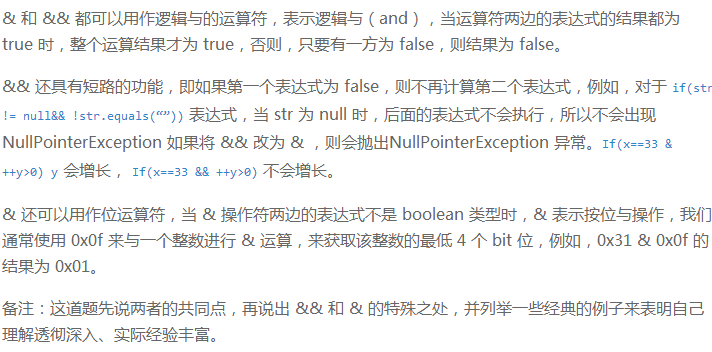 & 和 && 都可以用作逻辑与的运算符，表示逻辑与（and），当运算符两边的表达式的结果都为
true 时，整个运算结果才为 true，否则，只要有一方为 false，则结果为 false。
&& 还具有短路的功能，即如果第一个表达式为 false，则不再计算第二个表达式，例如，对于 if(str
!= null&& !str.equals(“”)) 表达式，当 str 为 null 时，后面的表达式不会执行，所以不会出现
NullPointerException 如果将 && 改为 & ，则会抛出NullPointerException 异常。If(x==33 &
++y>0) y 会增长， If(x==33 && ++y>0) 不会增长。
& 还可以用作位运算符，当 & 操作符两边的表达式不是 boolean 类型时，& 表示按位与操作，我们
通常使用 0x0f 来与一个整数进行 & 运算，来获取该整数的最低 4 个 bit 位，例如，0x31 & 0x0f 的
结果为 0x01。
备注：这道题先说两者的共同点，再说出 && 和 & 的特殊之处，并列举一些经典的例子来表明自己
理解透彻深入、实际经验丰富。